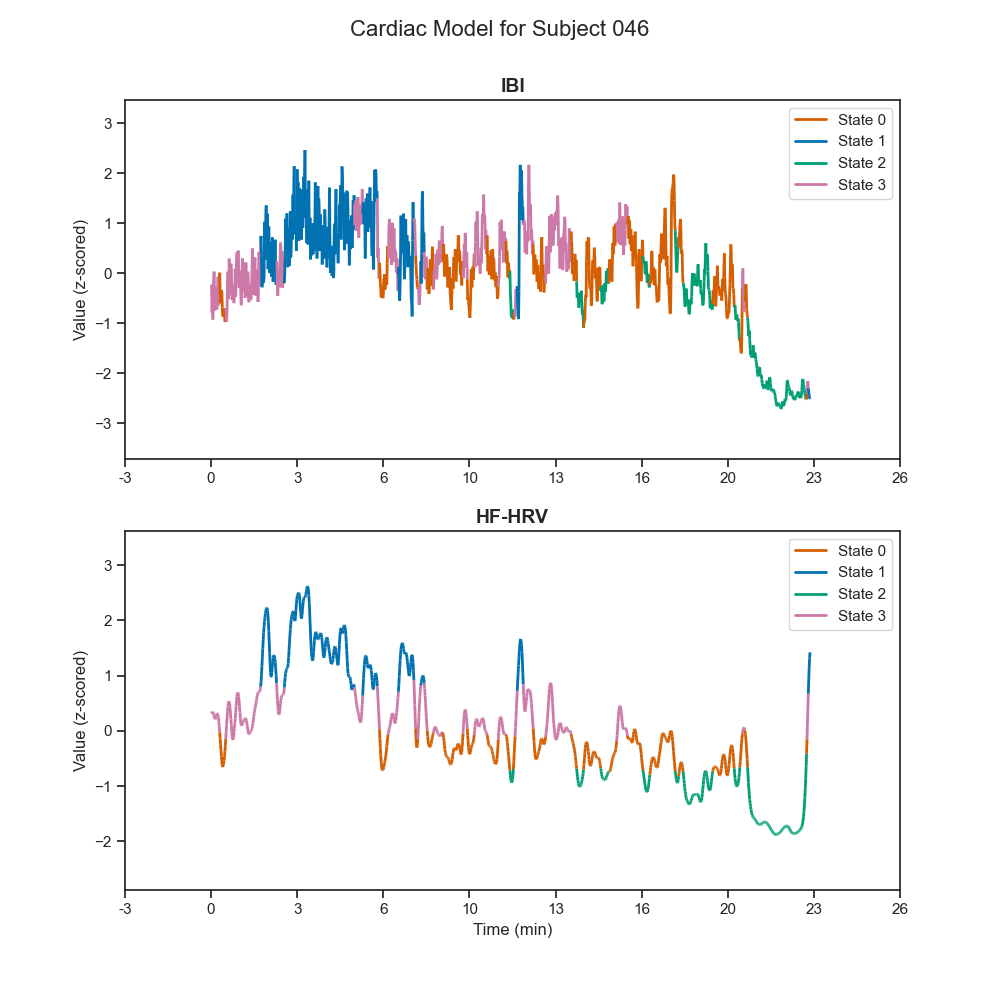 Cardiac Model for Subject 046
IBI
Value (z-scored)
3
2
1
0
−1
−2
−3
State 0
State 1
State 2
State 3
-3 0 3 6 10 13 16 20 23 26
HF-HRV
Value (z-scored)
3
2
1
0
−1
−2
State 0
State 1
State 2
State 3
-3 0 3 6 10 13 16 20 23 26
Time (min)